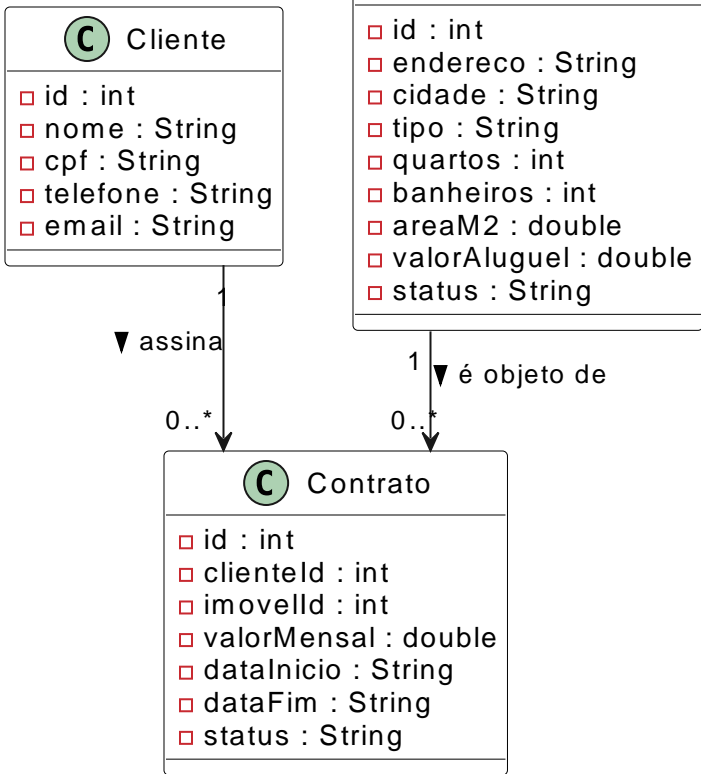 C Cliente
id : int
nome : String
cpf : String
telefone : String
email : String
id : int
endereco : String
cidade : String
tipo : String
quartos : int
banheiros : int
areaM2 : double
valorAluguel : double
status : String
1
assina
0..*
1
é objeto de
0..*
C Contrato
id : int
clienteId : int
imovelId : int
valorMensal : double
dataInicio : String
dataFim : String
status : String